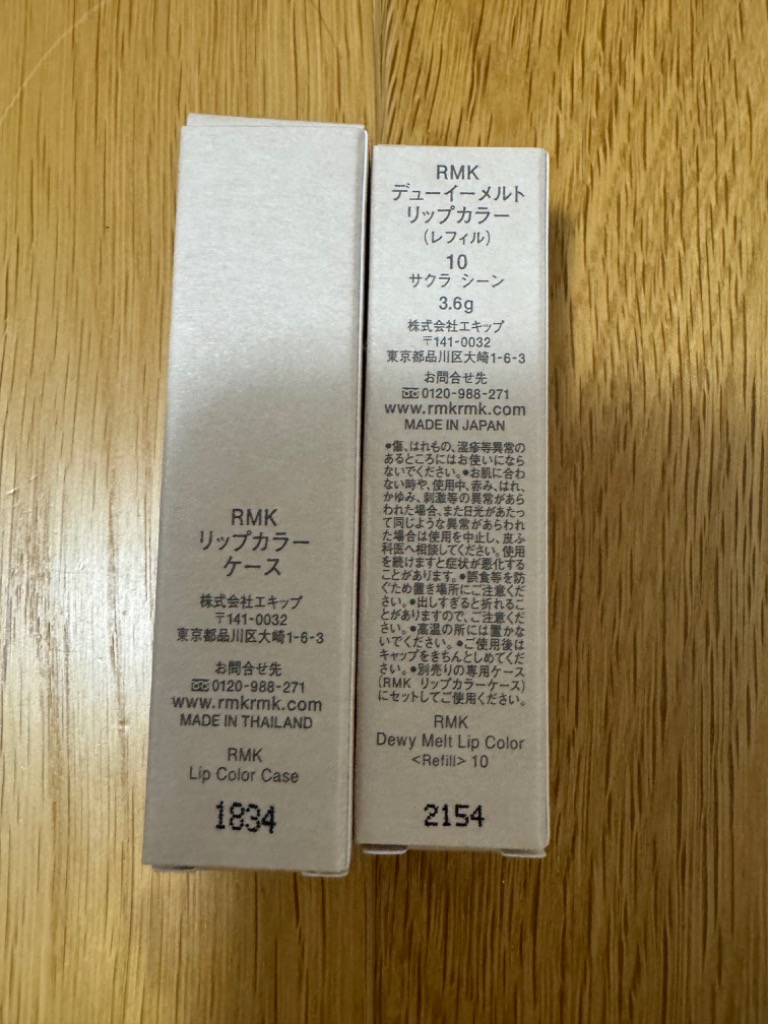 RMK
リップカラー
ケース
株式会社エキップ
〒141-0032
東京都品川区大崎1-6-3
お問合せ先
0120-988-271
www.rmkrmk.com
MADE IN THAILAND
RMK
Lip Color Case
1834
RMK
デューイーメルト
リップカラー
(レフィル)
10
サクラ シーン
3.6g
株式会社エキップ
〒141-0032
東京都品川区大崎1-6-3
お問合せ先
0120-988-271
www.rmkrmk.com
MADE IN JAPAN
●傷、はれもの、湿疹等異常の
あるところにはお使いになら
ないでください。●お肌に合わ
ない時や、使用中、赤み、はれ、
かゆみ、刺激等の異常があら
われた場合、また日光があたっ
て同じような異常があらわれ
た場合は使用を中止し、皮ふ
科医へ相談してください。使用
を続けますと症状が悪化する
ことがあります。●誤食等を防
ぐため置き場所にご注意くだ
さい。●出しすぎると折れるこ
とがありますので、ご注意くだ
さい。●高温の所には置かな
いでください。●ご使用後は
キャップをきちんとしめてくだ
さい。●別売りの専用ケース
(RMK リップカラーケース)
にセットしてご使用ください。
RMK
Dewy Melt Lip Color
<Refill> 10
2154